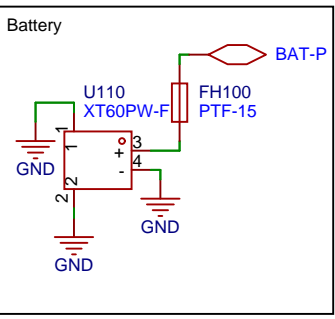 Battery
BAT-P
U110
XT60PW-F
FH100
PTF-15
1
1
3
+
4
-
2
2
GND
GND
GND